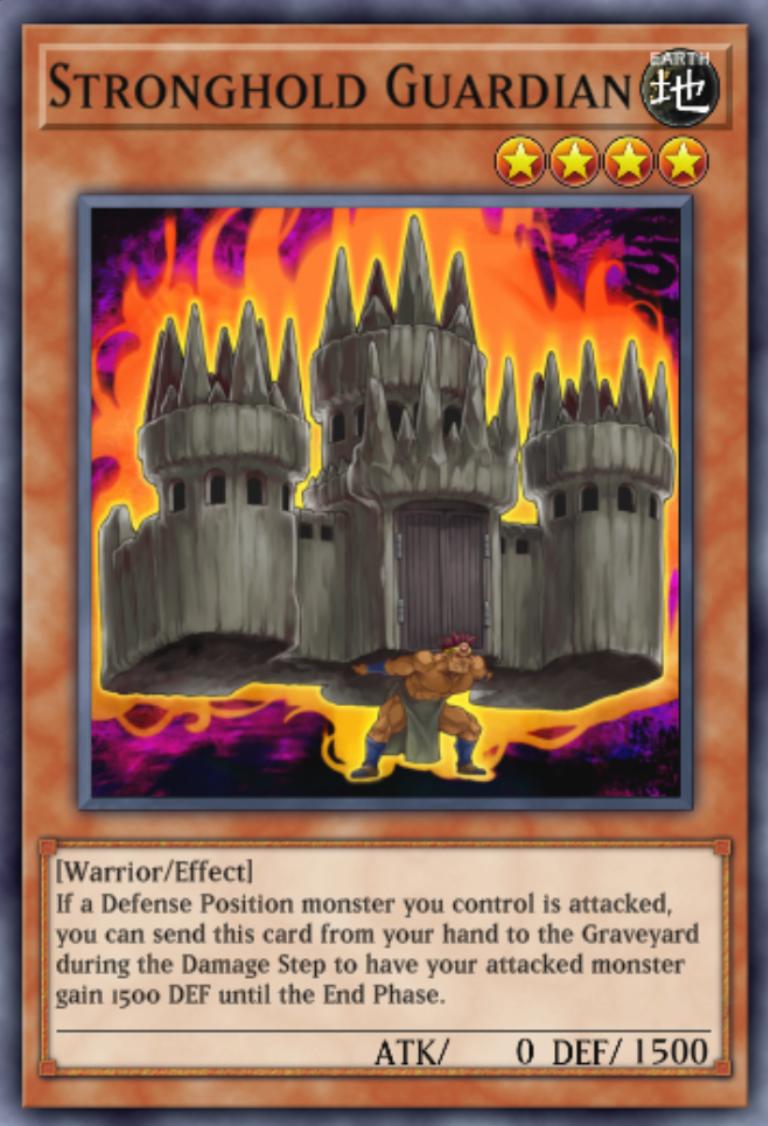 STRONGHOLD GUARDIAN
EARTH
地
[Warrior/Effect]
If a Defense Position monster you control is attacked,
you can send this card from your hand to the Graveyard
during the Damage Step to have your attacked monster
gain 1500 DEF until the End Phase.
ATK/ 0 DEF/ 1500